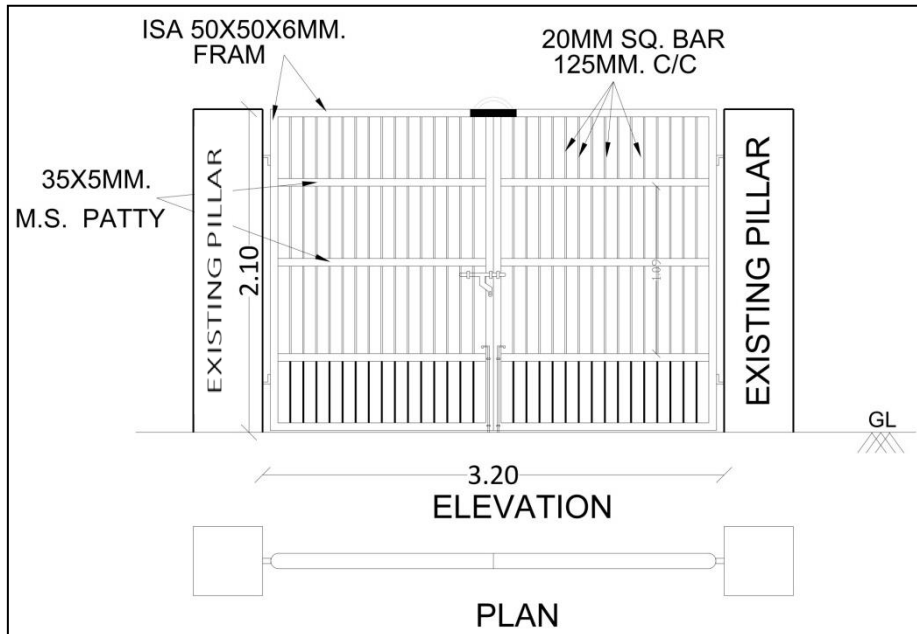 ISA 50X50X6MM.
FRAM
20MM SQ. BAR
125MM. C/C
35X5MM.
M.S. PATTY
EXISTING PILLAR
2.10
EXISTING PILLAR
GL
3.20
ELEVATION
PLAN